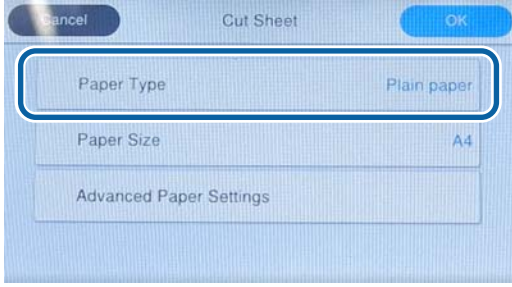 Cancel Cut Sheet OK
Paper Type Plain paper
Paper Size A4
Advanced Paper Settings